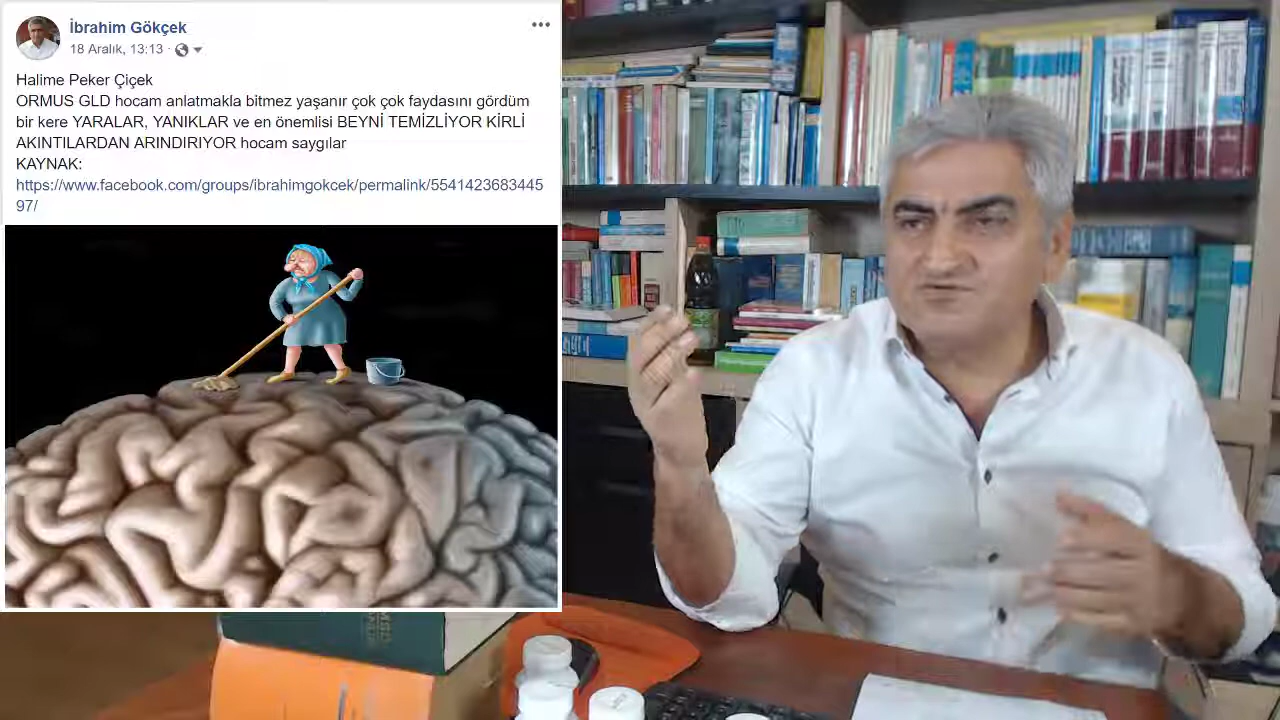 İbrahim Gökçek
18 Aralık, 13:13 ·
Halime Peker Çiçek
ORMUS GLD hocam anlatmakla bitmez yaşanır çok çok faydasını gördüm
bir kere YARALAR, YANIKLAR ve en önemlisi BEYNİ TEMİZLİYOR KİRLİ
AKINTILARDAN ARINDIRIYOR hocam saygılar
KAYNAK:
https://www.facebook.com/groups/ibrahimgokcek/permalink/5541423683445
97/